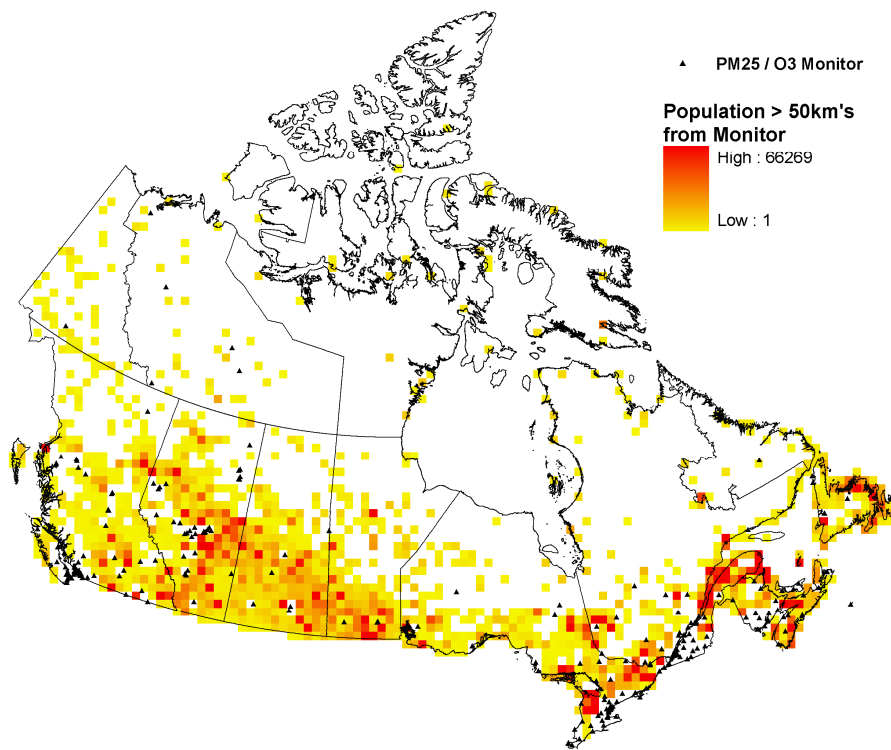 PM25 / O3 Monitor
Population > 50km's
from Monitor
High : 66269
Low : 1